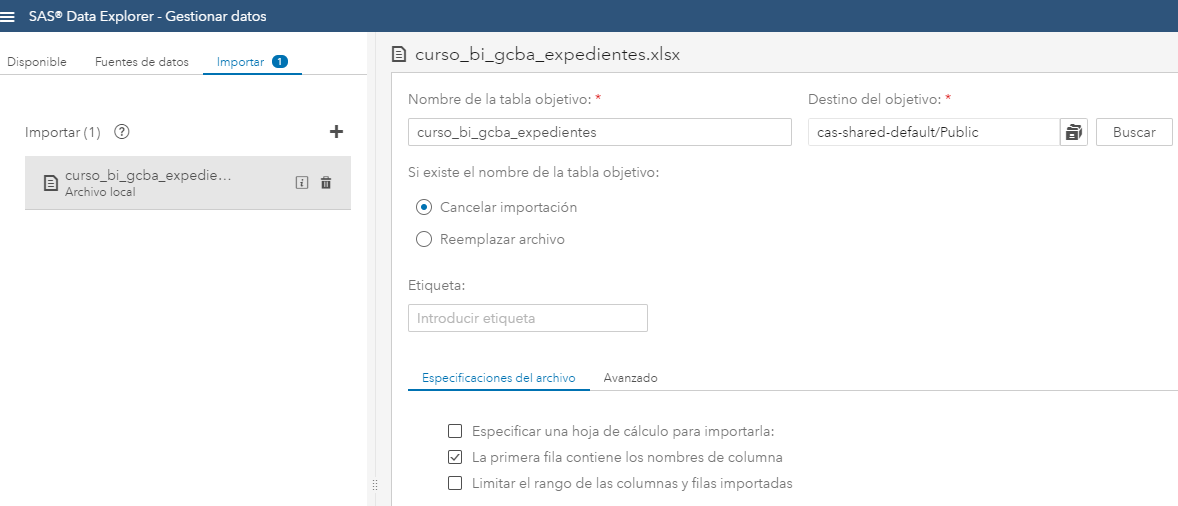 SAS® Data Explorer - Gestionar datos
Disponible
Fuentes de datos
Importar 1
Importar (1) ?
curso_bi_gcba_expedie...
Archivo local
curso_bi_gcba_expedientes.xlsx
Nombre de la tabla objetivo: *
Destino del objetivo: *
curso_bi_gcba_expedientes
cas-shared-default/Public
Buscar
Si existe el nombre de la tabla objetivo:
Cancelar importación
Reemplazar archivo
Etiqueta:
Introducir etiqueta
Especificaciones del archivo
Avanzado
Especificar una hoja de cálculo para importarla:
La primera fila contiene los nombres de columna
Limitar el rango de las columnas y filas importadas